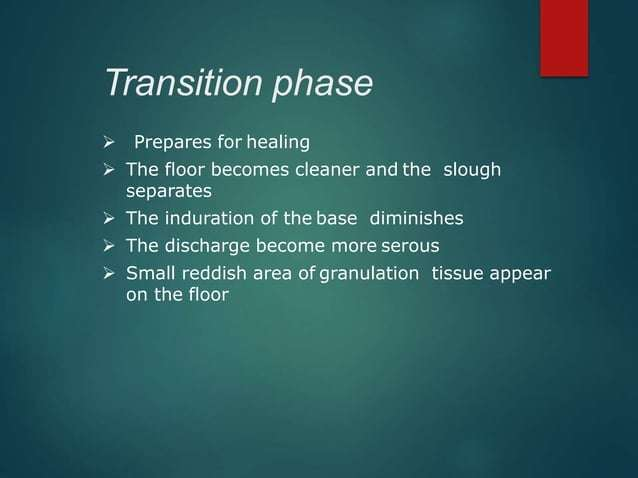 Transition phase
➢ Prepares for healing
➢ The floor becomes cleaner and the slough
separates
➢ The induration of the base diminishes
➢ The discharge become more serous
➢ Small reddish area of granulation tissue appear
on the floor